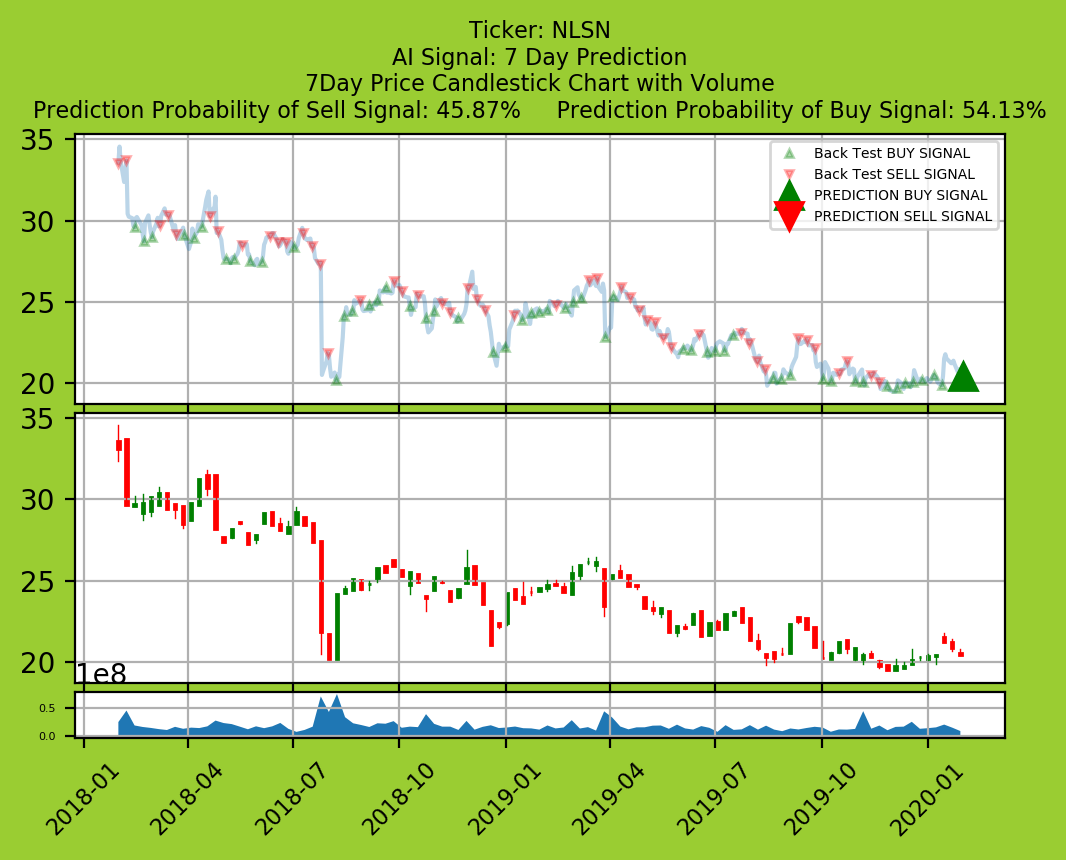 Ticker: NLSN
AI Signal: 7 Day Prediction
7Day Price Candlestick Chart with Volume
Prediction Probability of Sell Signal: 45.87%     Prediction Probability of Buy Signal: 54.13%
35
30
25
20
Back Test BUY SIGNAL
Back Test SELL SIGNAL
PREDICTION BUY SIGNAL
PREDICTION SELL SIGNAL
35
30
25
20
1e8
0.5
0.0
2018-01
2018-04
2018-07
2018-10
2019-01
2019-04
2019-07
2019-10
2020-01